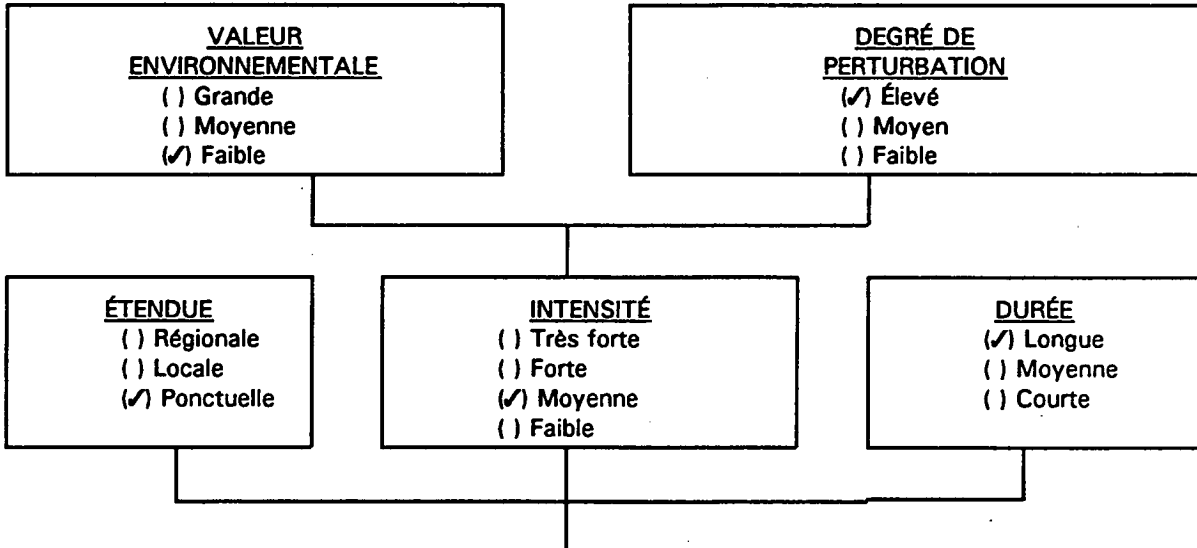 VALEUR
ENVIRONNEMENTALE
( ) Grande
( ) Moyenne
(✓) Faible
DEGRÉ DE
PERTURBATION
(✓) Élevé
( ) Moyen
( ) Faible
ÉTENDUE
( ) Régionale
( ) Locale
(✓) Ponctuelle
INTENSITÉ
( ) Très forte
( ) Forte
(✓) Moyenne
( ) Faible
DURÉE
(✓) Longue
( ) Moyenne
( ) Courte